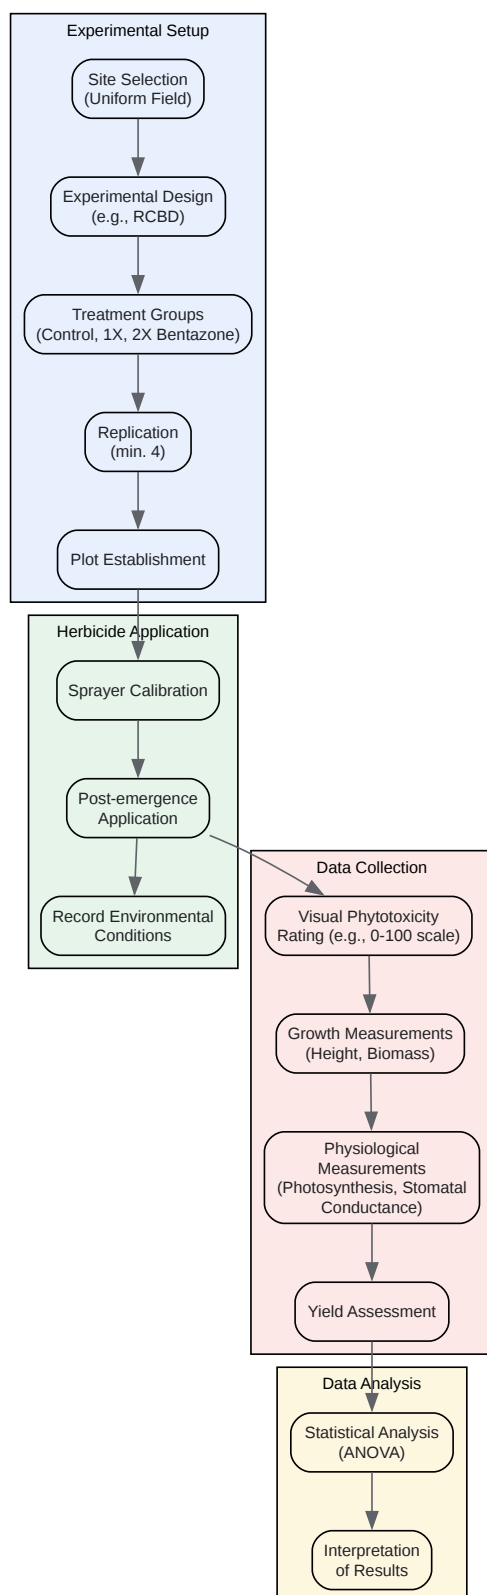 Experimental Setup
Site Selection
(Uniform Field)
Experimental Design
(e.g., RCBD)
Treatment Groups
(Control, 1X, 2X Bentazone)
Replication
(min. 4)
Plot Establishment
Herbicide Application
Sprayer Calibration
Post-emergence
Application
Record Environmental
Conditions
Data Collection
Visual Phytotoxicity
Rating (e.g., 0-100 scale)
Growth Measurements
(Height, Biomass)
Physiological
Measurements
(Photosynthesis, Stomatal
Conductance)
Yield Assessment
Data Analysis
Statistical Analysis
(ANOVA)
Interpretation
of Results